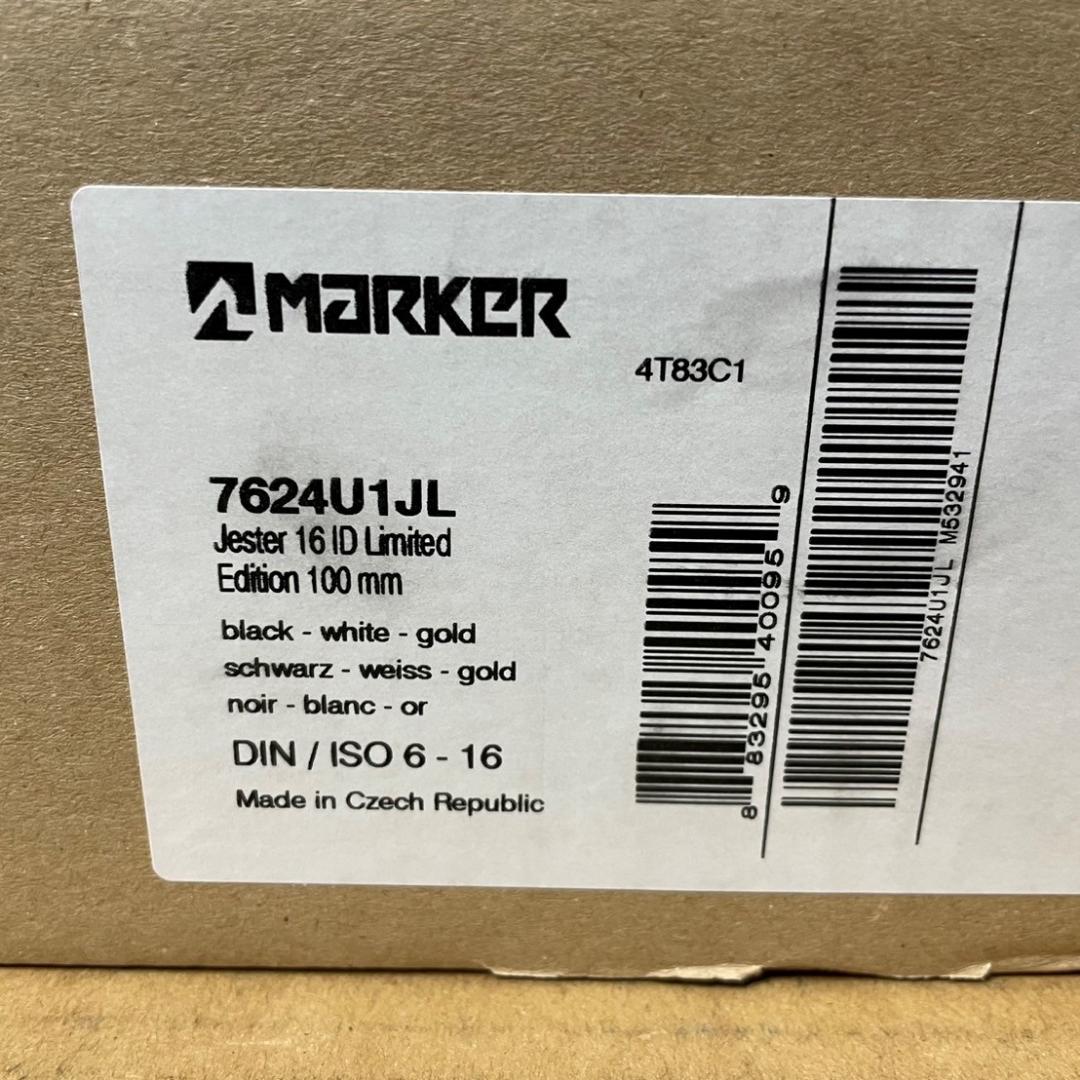 MARKER
4T83C1
7624U1JL
Jester 16 ID Limited
Edition 100 mm
black - white - gold
schwarz - weiss - gold
noir - blanc - or
DIN / ISO 6 - 16
Made in Czech Republic
8 83295 40095 9
7624U1JL M532941